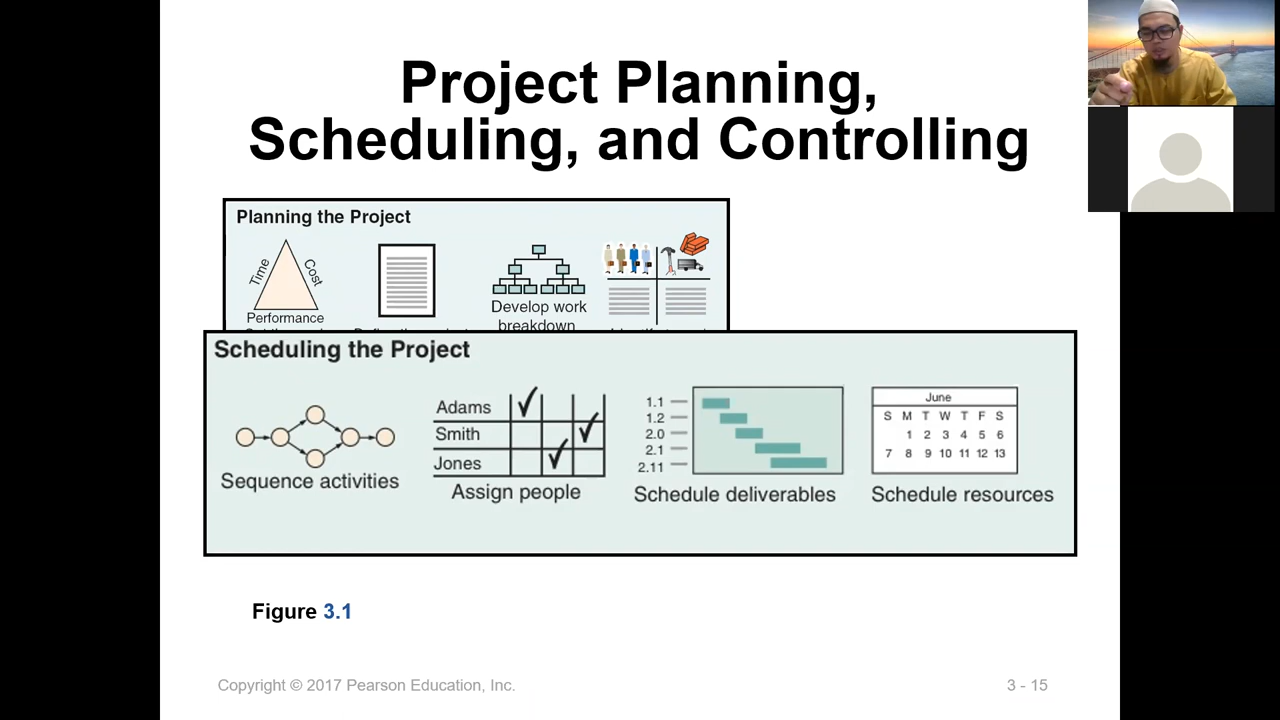 Project Planning,
Scheduling, and Controlling
Planning the Project
Time
Cost
Performance
Develop work
breakdown
Scheduling the Project
Sequence activities
Adams
Smith
Jones
Assign people
1.1
1.2
2.0
2.1
2.11
Schedule deliverables
June
S M T W T F S
1 2 3 4 5 6
7 8 9 10 11 12 13
Schedule resources
Figure 3.1
Copyright © 2017 Pearson Education, Inc.
3 - 15